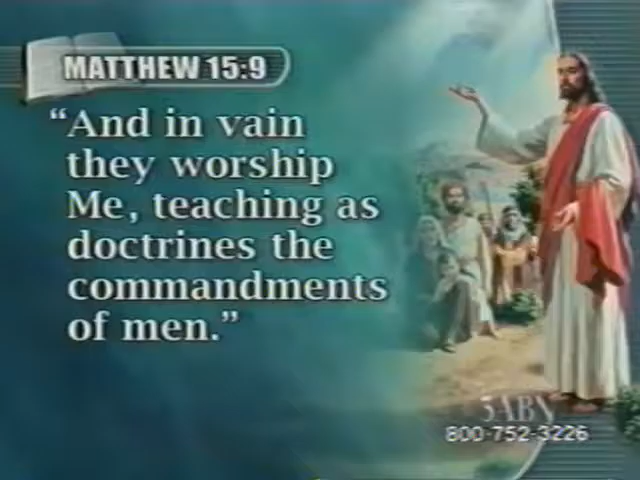 MATTHEW 15:9
“And in vain
they worship
Me, teaching as
doctrines the
commandments
of men.”
3ABN
800-752-3226